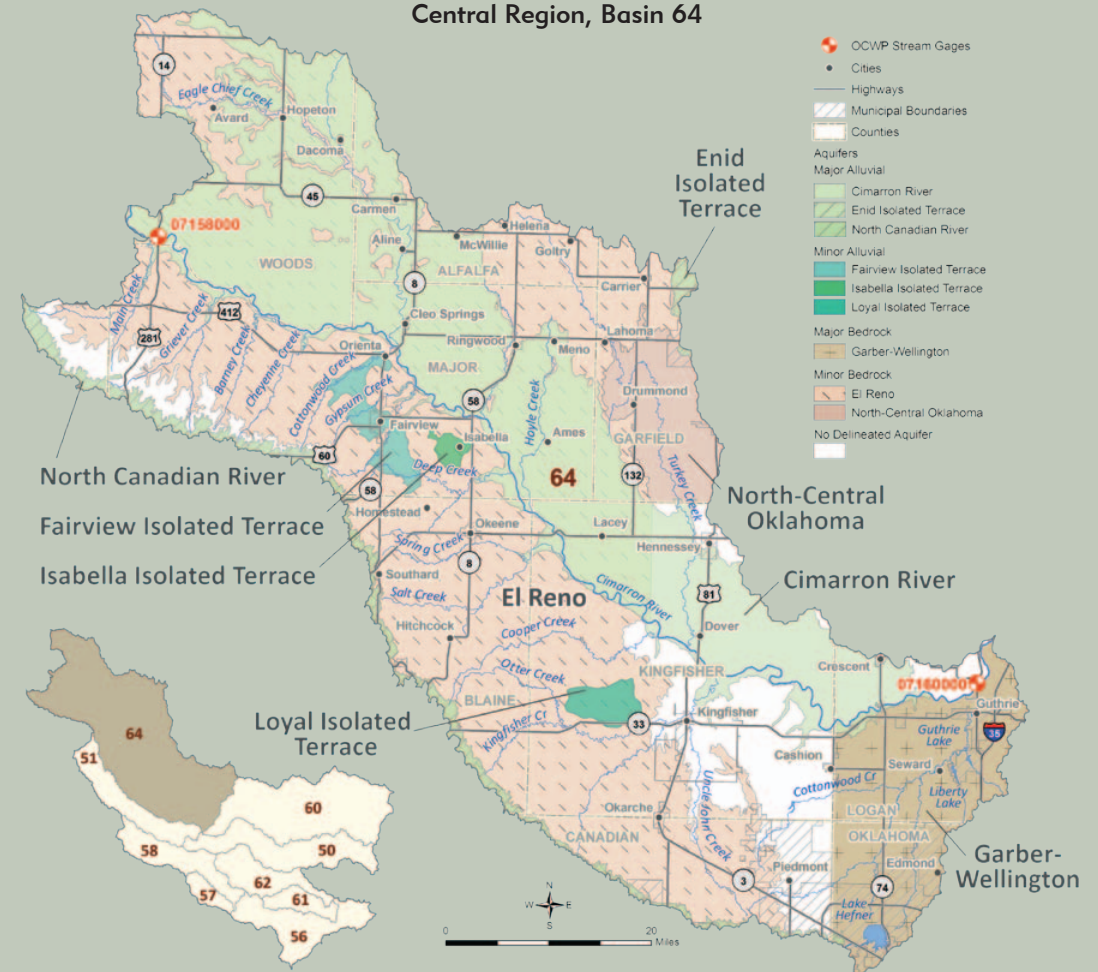 Central Region, Basin 64
OCWP Stream Gages
Cities
Highways
Municipal Boundaries
Counties
Aquifers
Major Alluvial
Cimarron River
Enid Isolated Terrace
North Canadian River
Minor Alluvial
Fairview Isolated Terrace
Isabella Isolated Terrace
Loyal Isolated Terrace
Major Bedrock
Garber-Wellington
Minor Bedrock
El Reno
North-Central Oklahoma
No Delineated Aquifer
14
Eagle Chief Creek
Avard
Hopeton
Dacoma
45
Carmen
Enid
Isolated
Terrace
07158000
WOODS
Aline
McWillie
Helena
Goltry
ALFALFA
8
Carrier
Main Creek
281
Griever Creek
412
Barney Creek
Cheyenne Creek
Cleo Springs
Orienta
Ringwood
Meno
Lahoma
MAJOR
Cottonwood Creek
Gypsum Creek
58
Hoyle Creek
Drummond
Fairview
Isabella
Ames
GARFIELD
60
Deep Creek
64
132
Turkey Creek
North Canadian River
58
Homestead
North-Central
Oklahoma
Fairview Isolated Terrace
Okeene
Lacey
Hennessey
Spring Creek
8
Isabella Isolated Terrace
Southard
Salt Creek
El Reno
Cimarron River
81
Cimarron River
Hitchcock
Cooper Creek
Dover
Otter Creek
KINGFISHER
Crescent
07160000
BLAINE
Loyal Isolated
Terrace
Kingfisher Cr
33
Kingfisher
Guthrie
35
Guthrie
Lake
Cashion
Seward
Cottonwood Cr
Liberty
Lake
Uncle John Creek
Okarche
LOGAN
CANADIAN
OKLAHOMA
Garber-
Wellington
Piedmont
Edmond
3
74
Lake
Hefner
64
51
60
58
50
57
62
61
56
N
W
E
S
0
20
Miles